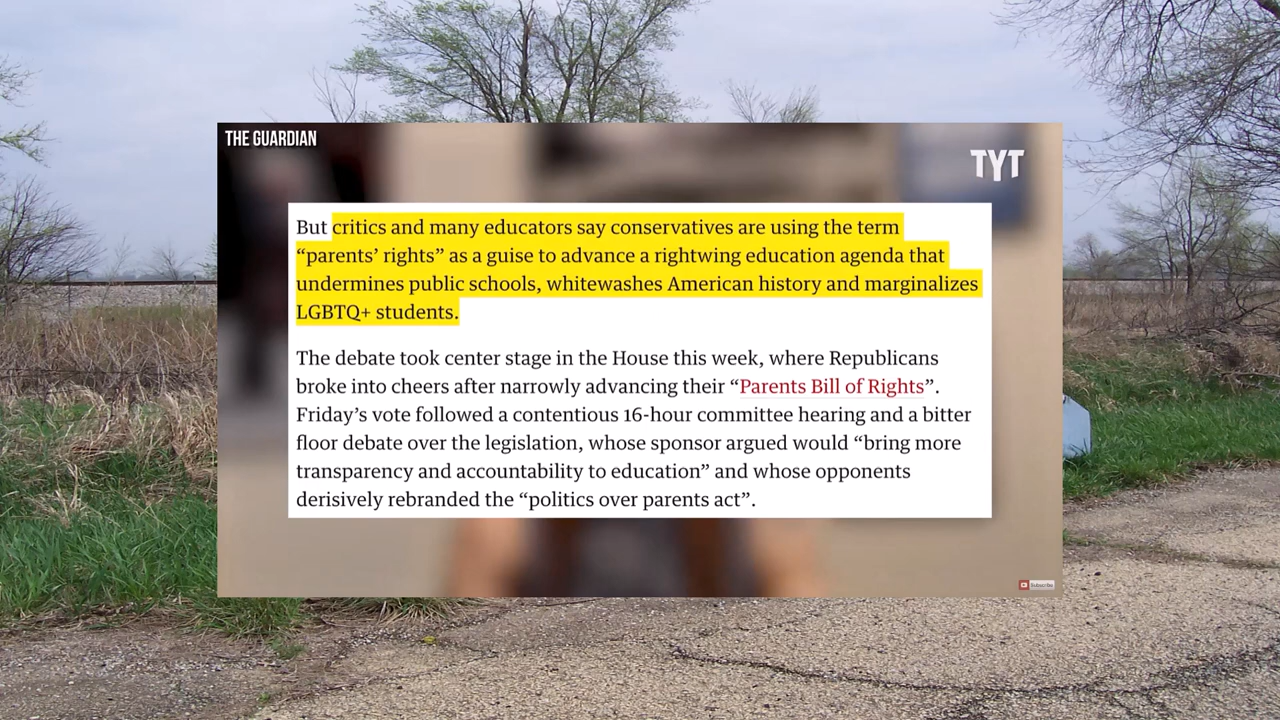 THE GUARDIAN
TYT
But critics and many educators say conservatives are using the term
“parents’ rights” as a guise to advance a rightwing education agenda that
undermines public schools, whitewashes American history and marginalizes
LGBTQ+ students.
The debate took center stage in the House this week, where Republicans
broke into cheers after narrowly advancing their “Parents Bill of Rights”.
Friday’s vote followed a contentious 16-hour committee hearing and a bitter
floor debate over the legislation, whose sponsor argued would “bring more
transparency and accountability to education” and whose opponents
derisively rebranded the “politics over parents act”.
Subscribe